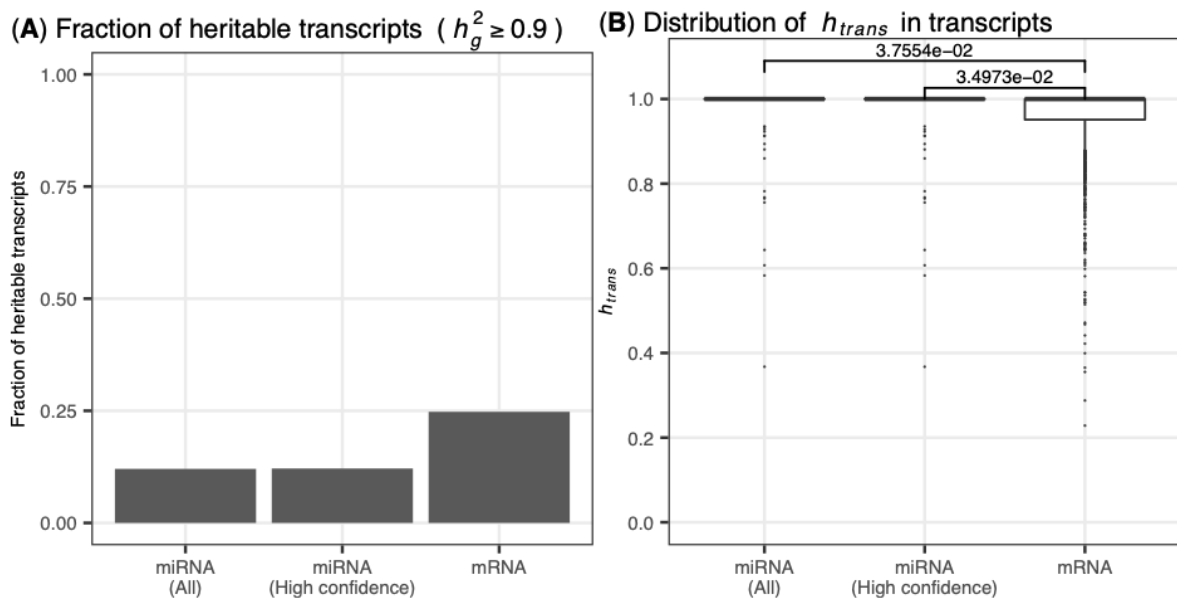 (A) Fraction of heritable transcripts ( h²g ≥ 0.9 )
Fraction of heritable transcripts
1.00
0.75
0.50
0.25
0.00
miRNA
(All)
miRNA
(High confidence)
mRNA
(B) Distribution of h trans in transcripts
3.7554e−02
3.4973e−02
h trans
1.0
0.8
0.6
0.4
0.2
0.0
miRNA
(All)
miRNA
(High confidence)
mRNA